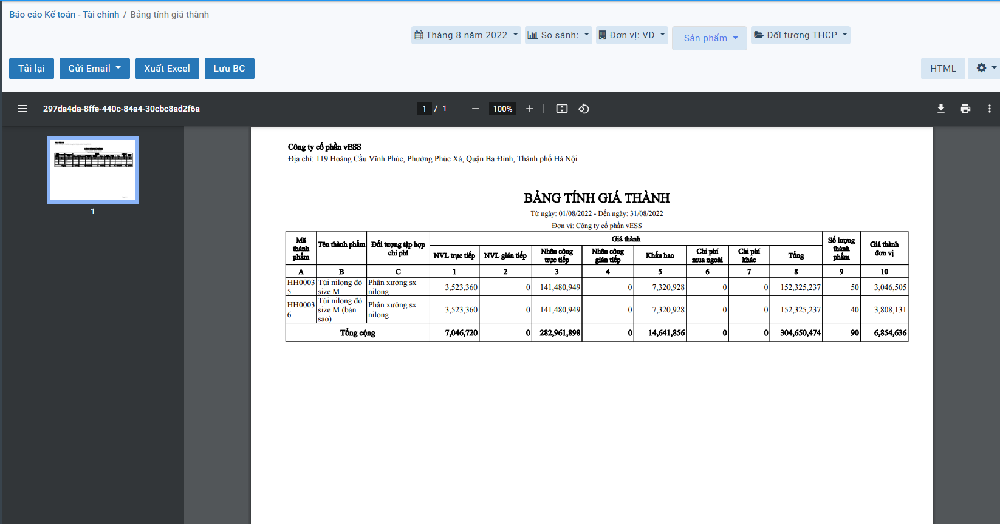 Báo cáo Kế toán - Tài chính / Bảng tính giá thành
Tháng 8 năm 2022 So sánh: Đơn vị: VD Sản phẩm Đối tượng THCP
Tải lại Gửi Email Xuất Excel Lưu BC HTML
297da4da-8ffe-440c-84a4-30cbc8ad2f6a 1 / 1 100%
1
Công ty cổ phần vESS
Địa chỉ: 119 Hoàng Cầu Vĩnh Phúc, Phường Phúc Xá, Quận Ba Đình, Thành phố Hà Nội
BẢNG TÍNH GIÁ THÀNH
Từ ngày: 01/08/2022 - Đến ngày: 31/08/2022
Đơn vị: Công ty cổ phần vESS
Mã thành phẩm Tên thành phẩm Đối tượng tập hợp chi phí Giá thành Số lượng thành phẩm Giá thành đơn vị
NVL trực tiếp NVL gián tiếp Nhân công trực tiếp Nhân công gián tiếp Khấu hao Chi phí mua ngoài Chi phí khác Tổng
A B C 1 2 3 4 5 6 7 8 9 10
HH00035 Túi nilong đỏ size M Phân xưởng sx nilong 3,523,360 0 141,480,949 0 7,320,928 0 0 152,325,237 50 3,046,505
HH00036 Túi nilong đỏ size M (bản sao) Phân xưởng sx nilong 3,523,360 0 141,480,949 0 7,320,928 0 0 152,325,237 40 3,808,131
Tổng cộng 7,046,720 0 282,961,898 0 14,641,856 0 0 304,650,474 90 6,854,636